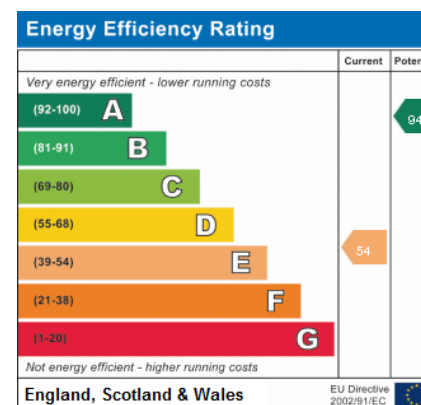 Energy Efficiency Rating
Current Poten
Very energy efficient - lower running costs
(92-100) A
94
(81-91) B
(69-80) C
(55-68) D
(39-54) E
54
(21-38) F
(1-20) G
Not energy efficient - higher running costs
England, Scotland & Wales
EU Directive
2002/91/EC